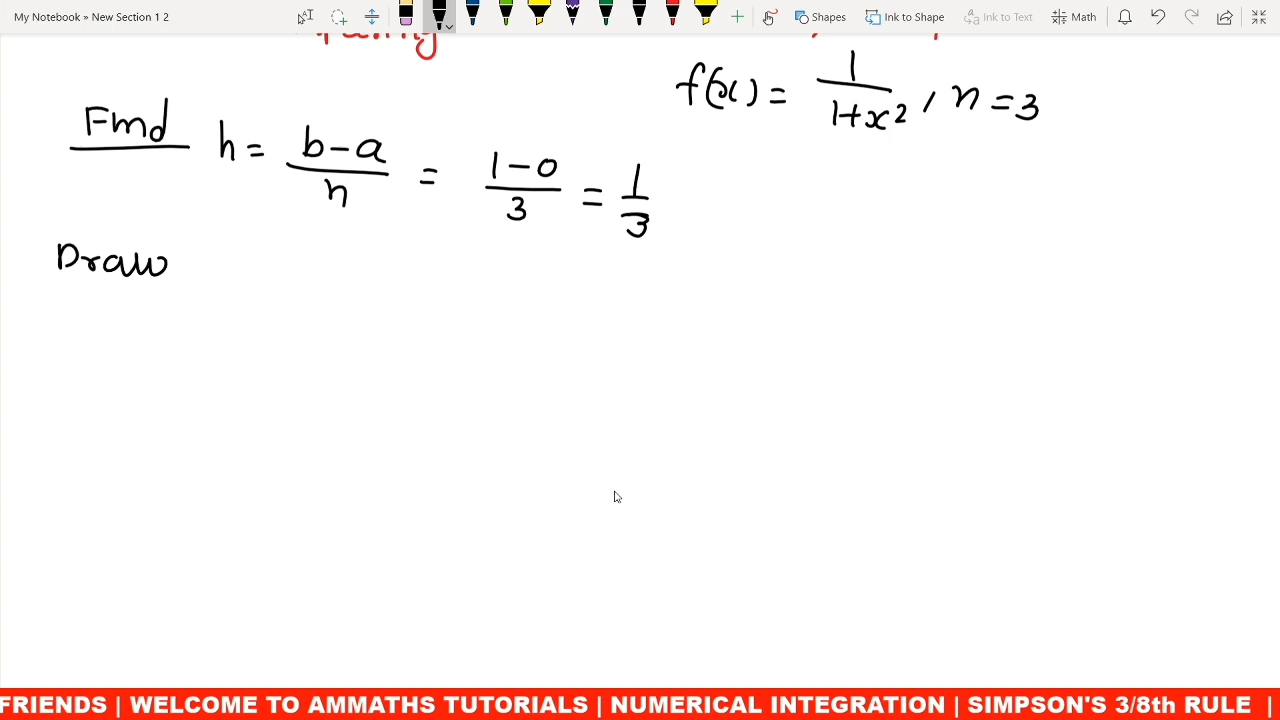 My Notebook » New Section 1 2
Shapes
Ink to Shape
Ink to Text
Math
f(x) = 1/(1+x²), n = 3
Find h = (b-a)/n = (1-0)/3 = 1/3
Draw
FRIENDS | WELCOME TO AMMATHS TUTORIALS | NUMERICAL INTEGRATION | SIMPSON'S 3/8th RULE |